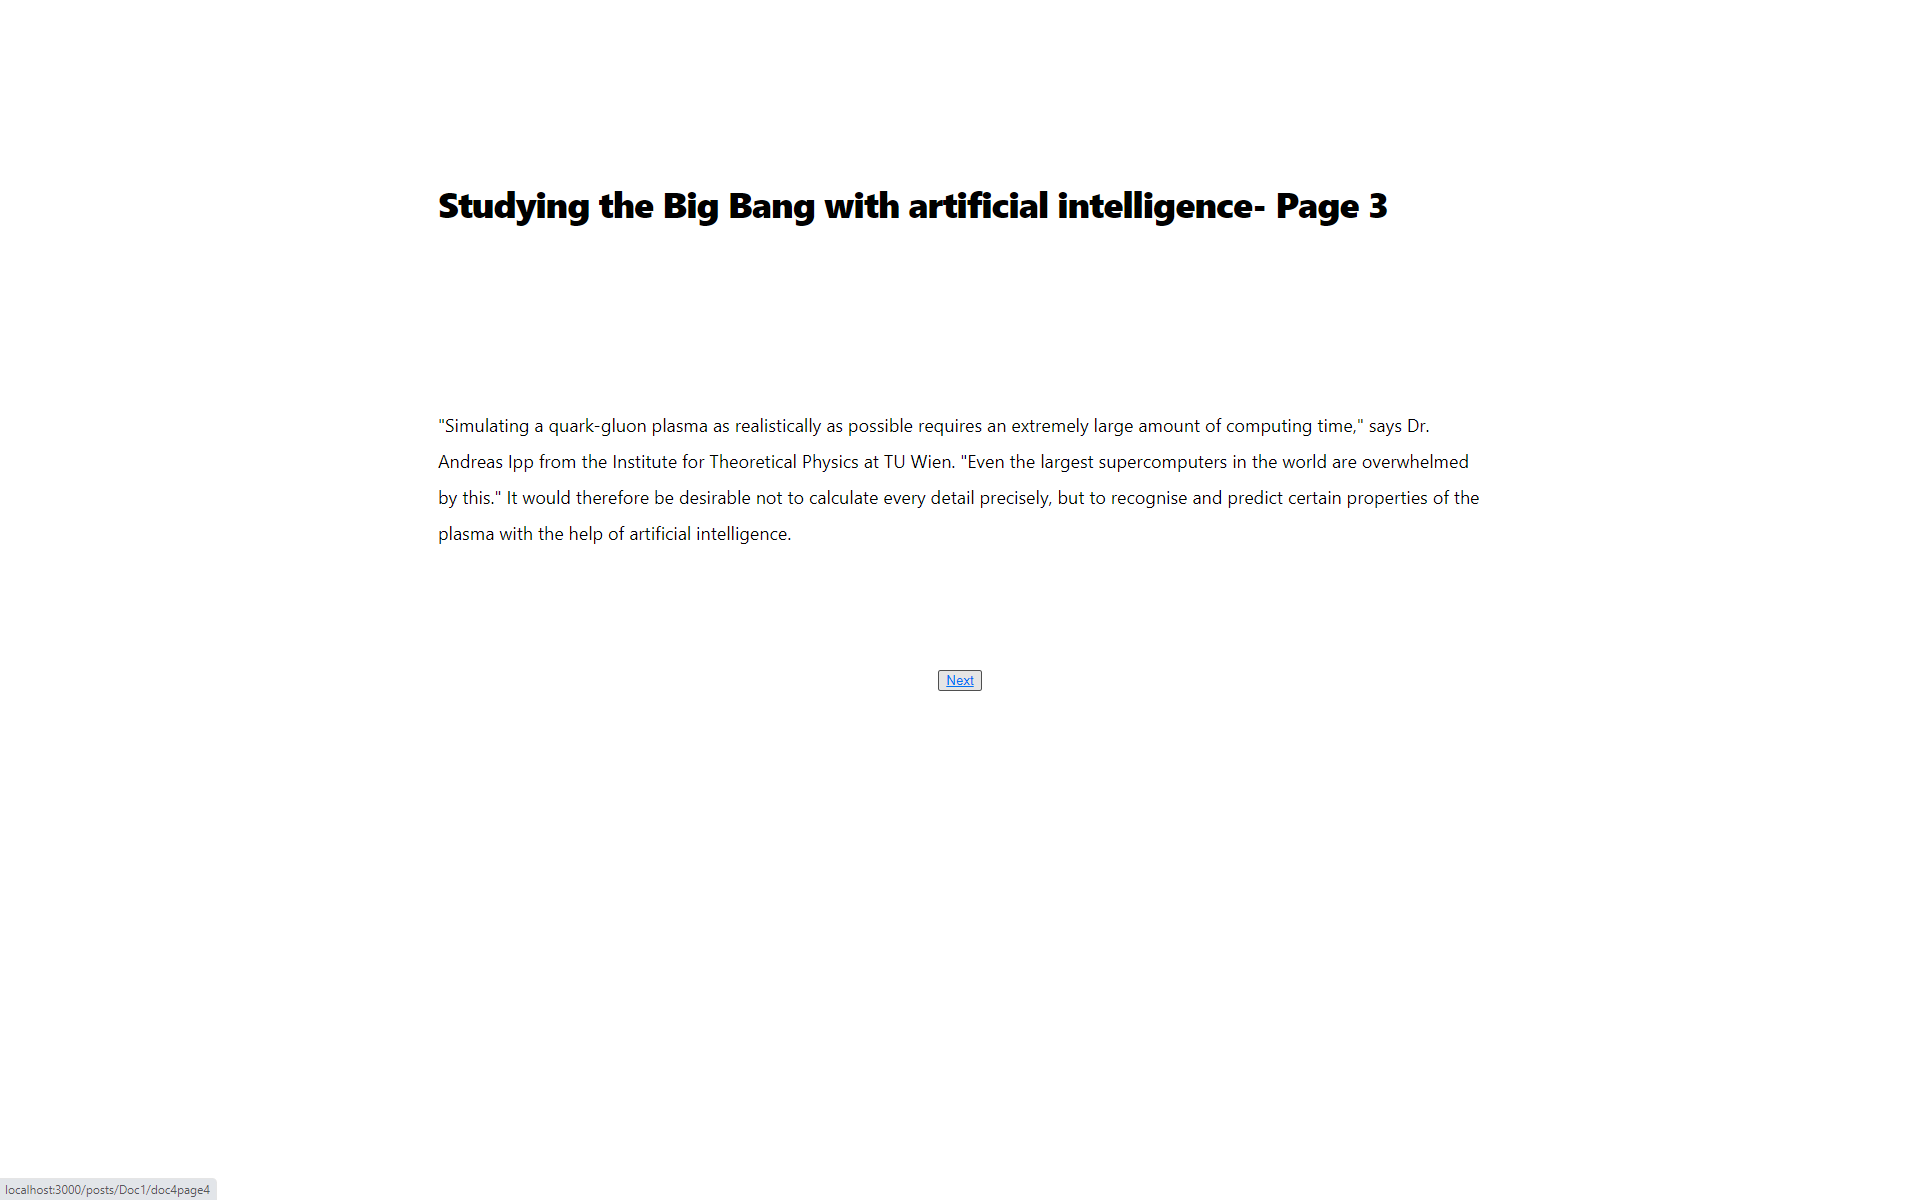 Studying the Big Bang with artificial intelligence- Page 3
"Simulating a quark-gluon plasma as realistically as possible requires an extremely large amount of computing time," says Dr.
Andreas Ipp from the Institute for Theoretical Physics at TU Wien. "Even the largest supercomputers in the world are overwhelmed
by this." It would therefore be desirable not to calculate every detail precisely, but to recognise and predict certain properties of the
plasma with the help of artificial intelligence.
Next
localhost:3000/posts/Doc1/doc4page4